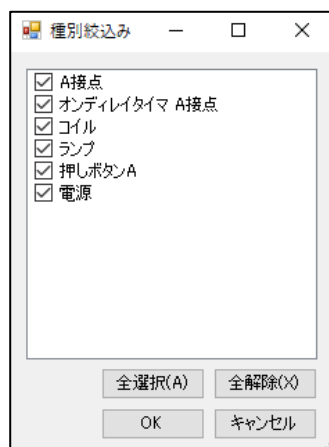 種別絞込み
A接点
オンディレイタイマ A接点
コイル
ランプ
押しボタンA
電源
全選択(A)
全解除(X)
OK
キャンセル